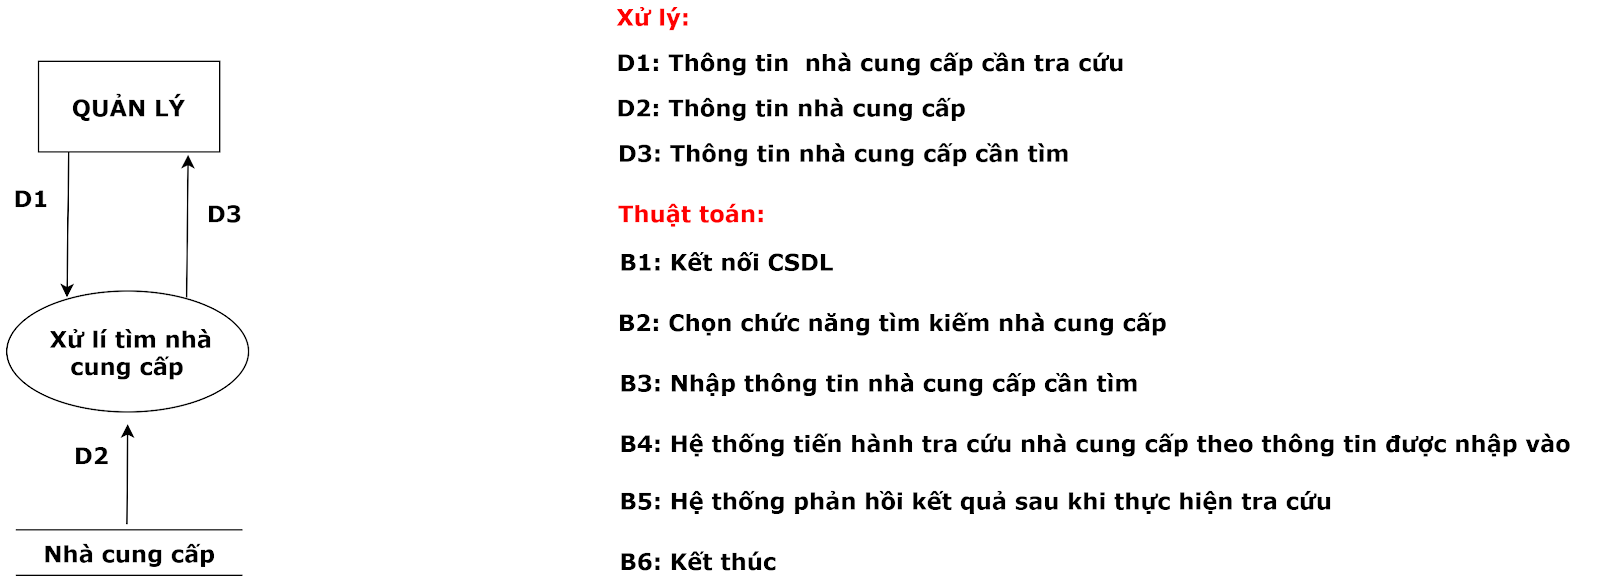 QUẢN LÝ
D1
D3
Xử lí tìm nhà
cung cấp
D2
Nhà cung cấp
Xử lý:
D1: Thông tin  nhà cung cấp cần tra cứu
D2: Thông tin nhà cung cấp
D3: Thông tin nhà cung cấp cần tìm
Thuật toán:
B1: Kết nối CSDL
B2: Chọn chức năng tìm kiếm nhà cung cấp
B3: Nhập thông tin nhà cung cấp cần tìm
B4: Hệ thống tiến hành tra cứu nhà cung cấp theo thông tin được nhập vào
B5: Hệ thống phản hồi kết quả sau khi thực hiện tra cứu
B6: Kết thúc